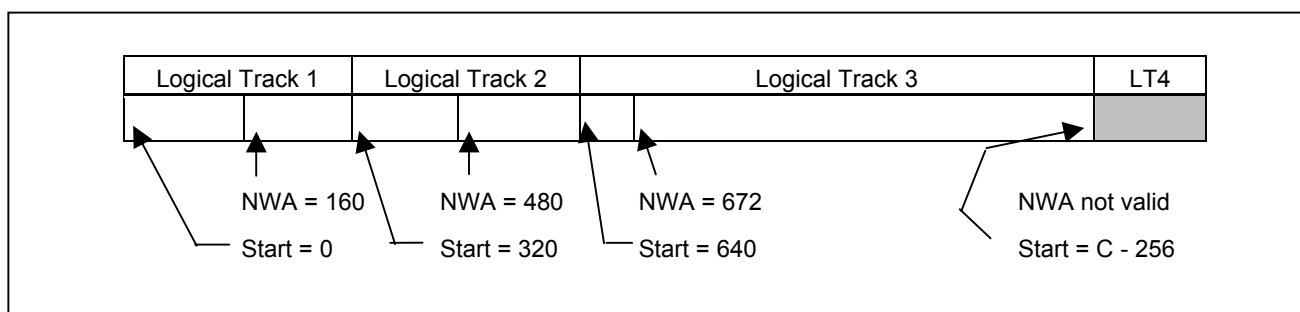 Logical Track 1 Logical Track 2 Logical Track 3 LT4
NWA = 160 NWA = 480 NWA = 672 NWA not valid
Start = 0 Start = 320 Start = 640 Start = C - 256